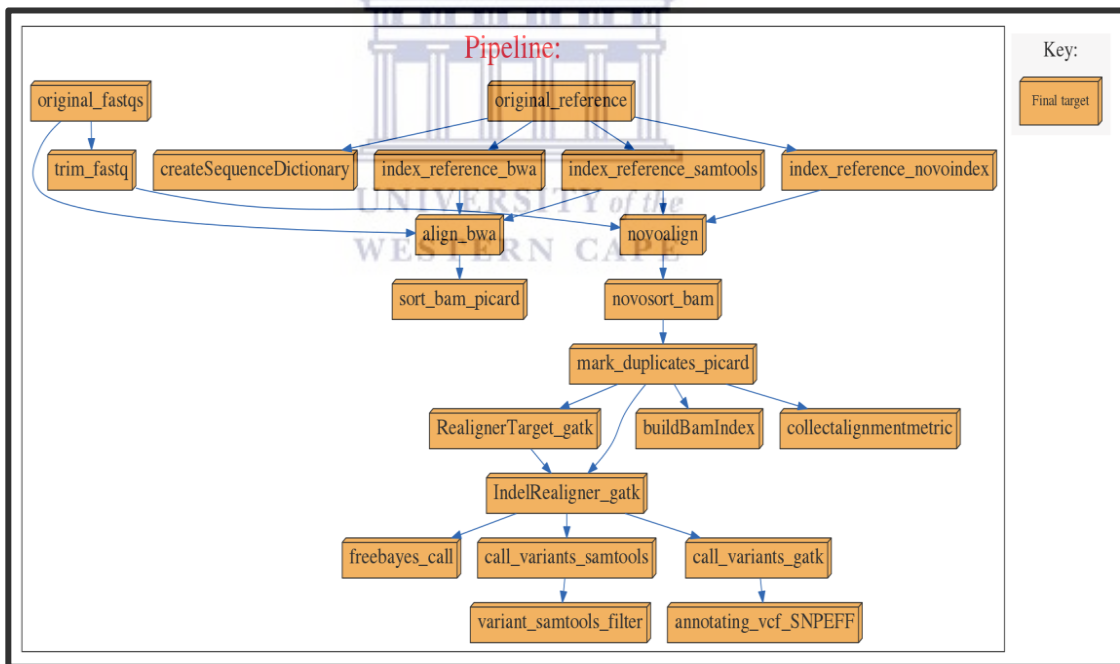 Pipeline:
Key:
original_fastqs
original_reference
Final target
trim_fastq
createSequenceDictionary
index_reference_bwa
index_reference_samtools
index_reference_novoindex
UNIVERSITY of the
align_bwa
novoalign
WESTERN CAPE
sort_bam_picard
novosort_bam
mark_duplicates_picard
RealignerTarget_gatk
buildBamIndex
collectalignmentmetric
IndelRealigner_gatk
freebayes_call
call_variants_samtools
call_variants_gatk
variant_samtools_filter
annotating_vcf_SNPEFF